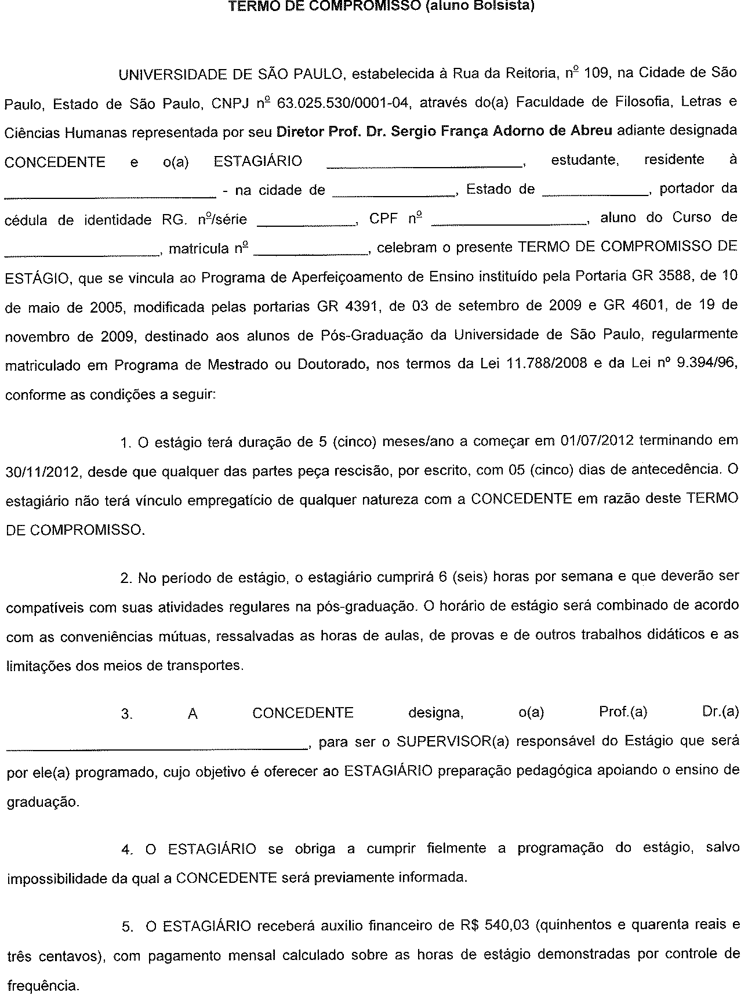 TERMO DE COMPROMISSO (aluno Bolsista)
UNIVERSIDADE DE SÃO PAULO, estabelecida à Rua da Reitoria, nº 109, na Cidade de São
Paulo, Estado de São Paulo, CNPJ nº 63.025.530/0001-04, através do(a) Faculdade de Filosofia, Letras e
Ciências Humanas representada por seu Diretor Prof. Dr. Sergio França Adorno de Abreu adiante designada
CONCEDENTE e o(a) ESTAGIÁRIO _________________________, estudante, residente à
___________________________ - na cidade de ________________, Estado de ______________, portador da
cédula de identidade RG. nº/série _____________, CPF nº ____________________, aluno do Curso de
____________________, matrícula nº _______________, celebram o presente TERMO DE COMPROMISSO DE
ESTÁGIO, que se vincula ao Programa de Aperfeiçoamento de Ensino instituído pela Portaria GR 3588, de 10
de maio de 2005, modificada pelas portarias GR 4391, de 03 de setembro de 2009 e GR 4601, de 19 de
novembro de 2009, destinado aos alunos de Pós-Graduação da Universidade de São Paulo, regularmente
matriculado em Programa de Mestrado ou Doutorado, nos termos da Lei 11.788/2008 e da Lei nº 9.394/96,
conforme as condições a seguir:
1. O estágio terá duração de 5 (cinco) meses/ano a começar em 01/07/2012 terminando em
30/11/2012, desde que qualquer das partes peça rescisão, por escrito, com 05 (cinco) dias de antecedência. O
estagiário não terá vínculo empregatício de qualquer natureza com a CONCEDENTE em razão deste TERMO
DE COMPROMISSO.
2. No período de estágio, o estagiário cumprirá 6 (seis) horas por semana e que deverão ser
compatíveis com suas atividades regulares na pós-graduação. O horário de estágio será combinado de acordo
com as conveniências mútuas, ressalvadas as horas de aulas, de provas e de outros trabalhos didáticos e as
limitações dos meios de transportes.
3. A CONCEDENTE designa, o(a) Prof.(a) Dr.(a)
_______________________________________, para ser o SUPERVISOR(a) responsável do Estágio que será
por ele(a) programado, cujo objetivo é oferecer ao ESTAGIÁRIO preparação pedagógica apoiando o ensino de
graduação.
4. O ESTAGIÁRIO se obriga a cumprir fielmente a programação do estágio, salvo
impossibilidade da qual a CONCEDENTE será previamente informada.
5. O ESTAGIÁRIO receberá auxílio financeiro de R$ 540,03 (quinhentos e quarenta reais e
três centavos), com pagamento mensal calculado sobre as horas de estágio demonstradas por controle de
frequência.